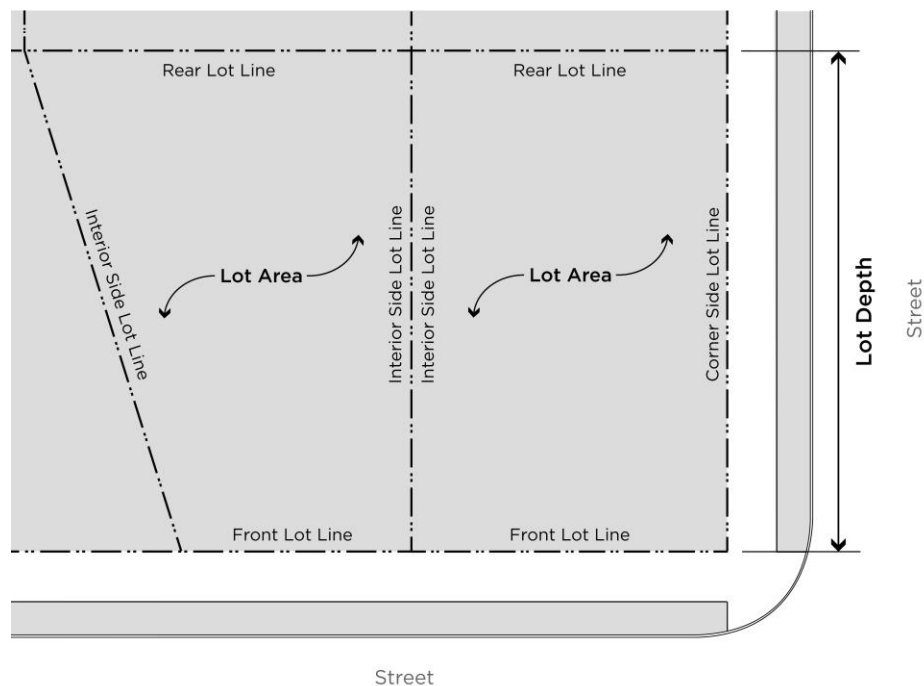 Rear Lot Line
Rear Lot Line
Interior Side Lot Line
Lot Area
Interior Side Lot Line
Interior Side Lot Line
Lot Area
Corner Side Lot Line
Lot Depth
Street
Front Lot Line
Front Lot Line
Street